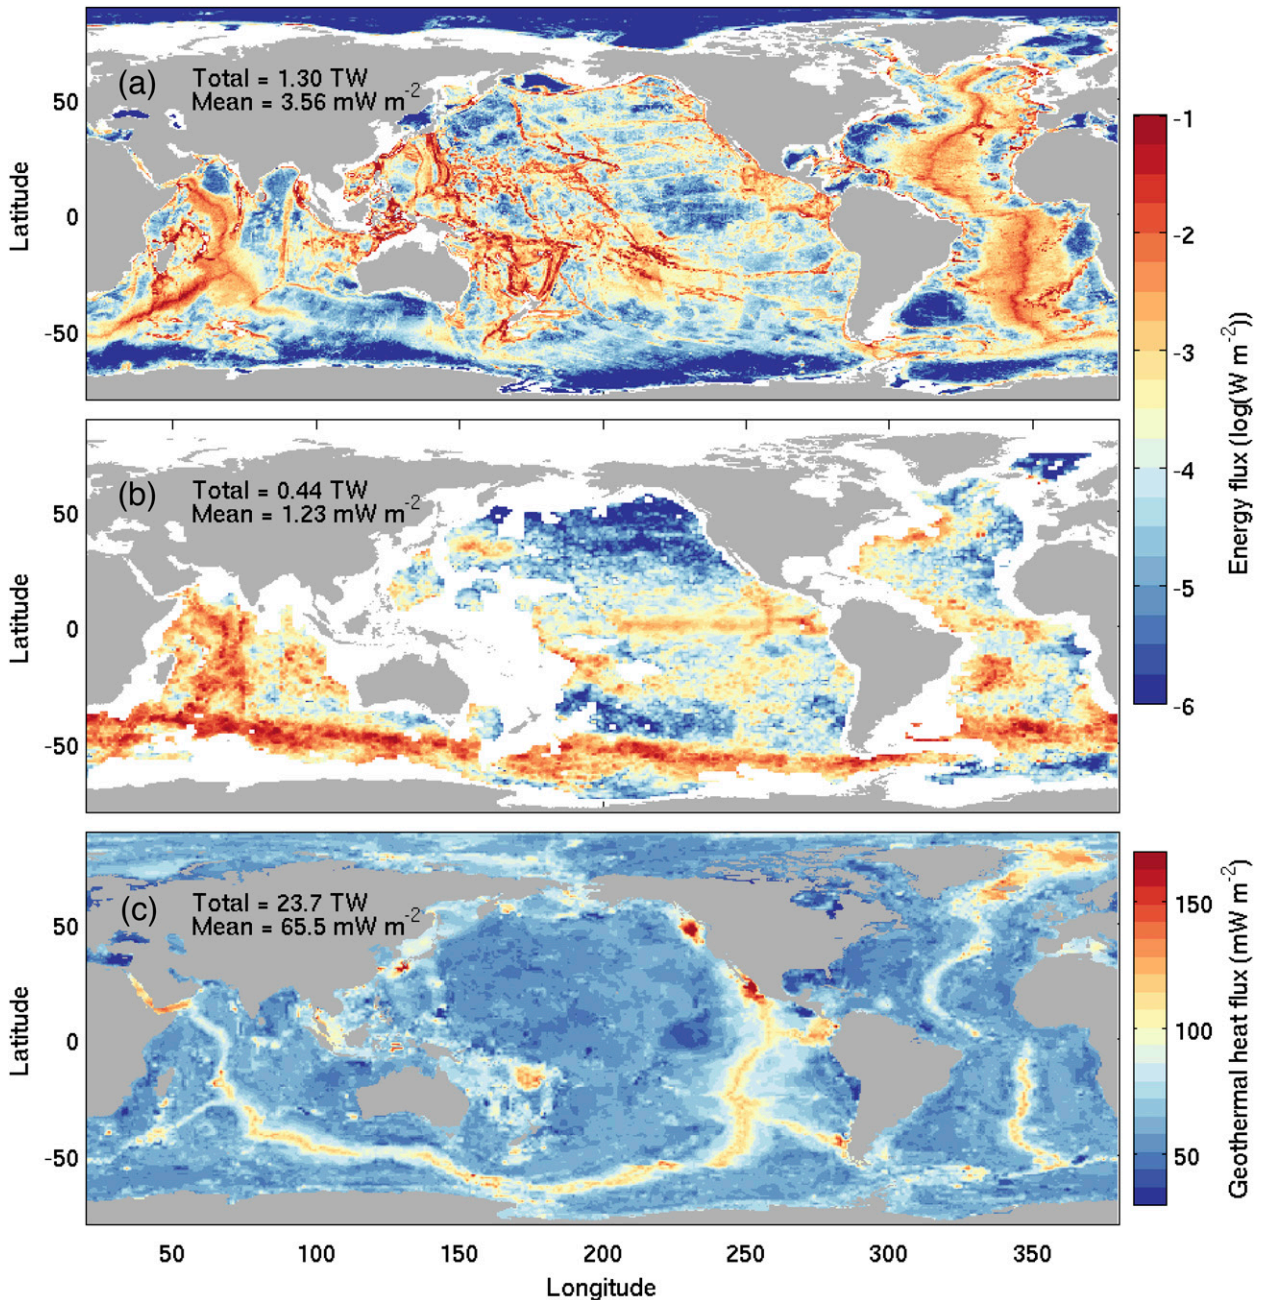 (a) Total = 1.30 TW
Mean = 3.56 mW m-2
50
0
-50
Latitude
(b) Total = 0.44 TW
Mean = 1.23 mW m-2
50
0
-50
Latitude
-1
-2
-3
-4
-5
-6
Energy flux (log(W m-2))
(c) Total = 23.7 TW
Mean = 65.5 mW m-2
50
0
-50
Latitude
150
100
50
Geothermal heat flux (mW m-2)
50 100 150 200 250 300 350
Longitude